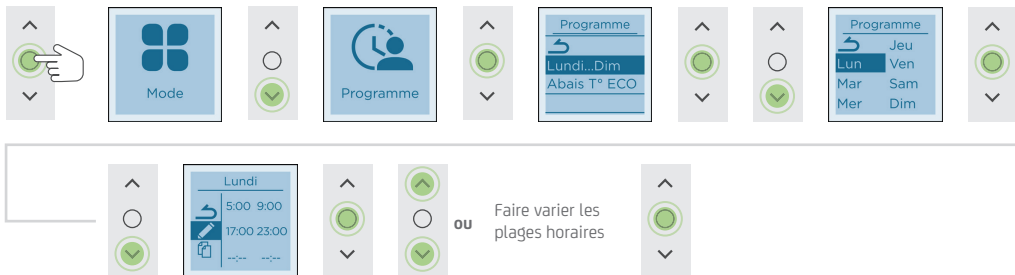 Mode
Programme
Programme
Lundi...Dim
Abais T° ECO
Programme
Jeu
Lun Ven
Mar Sam
Mer Dim
Lundi
5:00 9:00
17:00 23:00
--:-- --:--
ou
Faire varier les
plages horaires